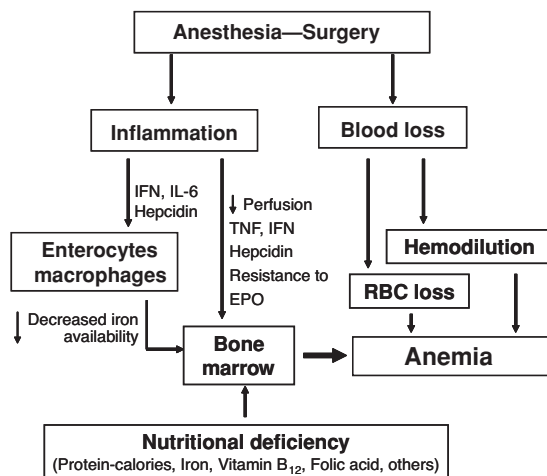 Anesthesia—Surgery
Inflammation
Blood loss
IFN, IL-6
Hepcidin
Perfusion
TNF, IFN
Hepcidin
Resistance to
EPO
Enterocytes
macrophages
Hemodilution
RBC loss
Decreased iron
availability
Bone
marrow
Anemia
Nutritional deficiency
(Protein-calories, Iron, Vitamin B₁₂, Folic acid, others)